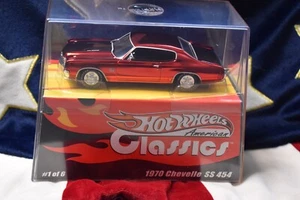 Hot Wheels
American
Classics
#1 of 6
1970 Chevelle SS 454